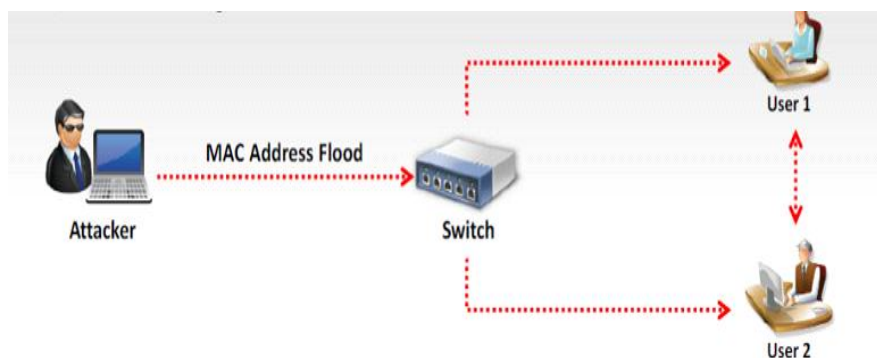 User 1
MAC Address Flood
Attacker
Switch
User 2